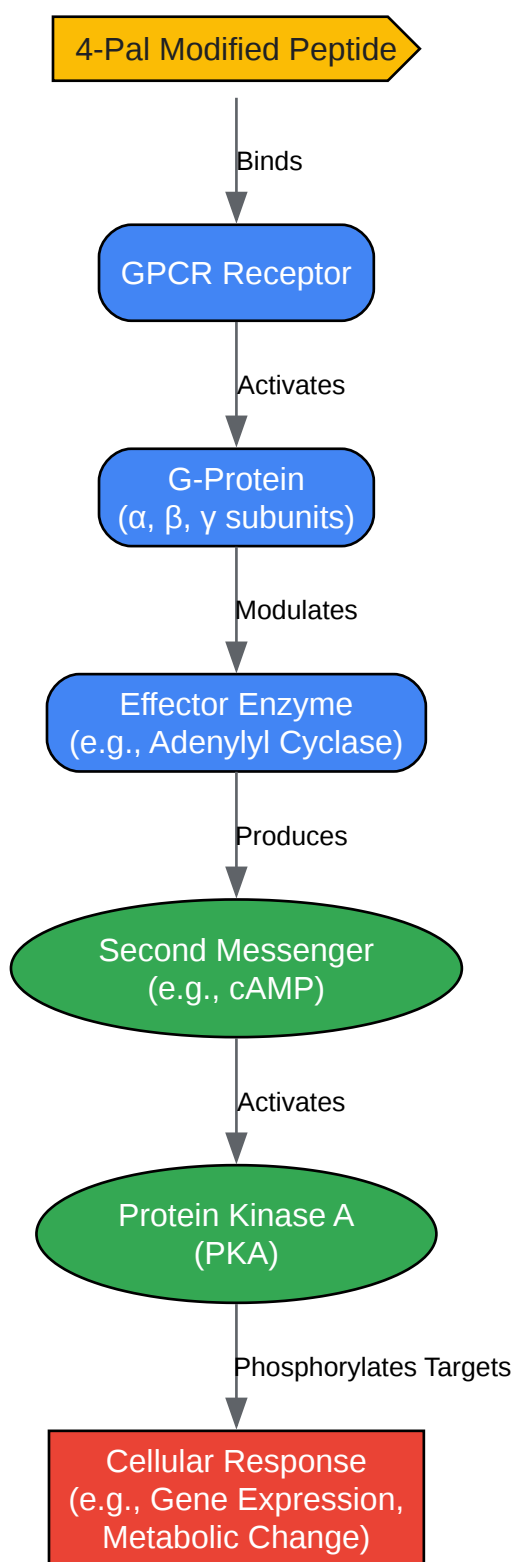 4-Pal Modified Peptide
Binds
GPCR Receptor
Activates
G-Protein
(α, β, γ subunits)
Modulates
Effector Enzyme
(e.g., Adenylyl Cyclase)
Produces
Second Messenger
(e.g., cAMP)
Activates
Protein Kinase A
(PKA)
Phosphorylates Targets
Cellular Response
(e.g., Gene Expression,
Metabolic Change)